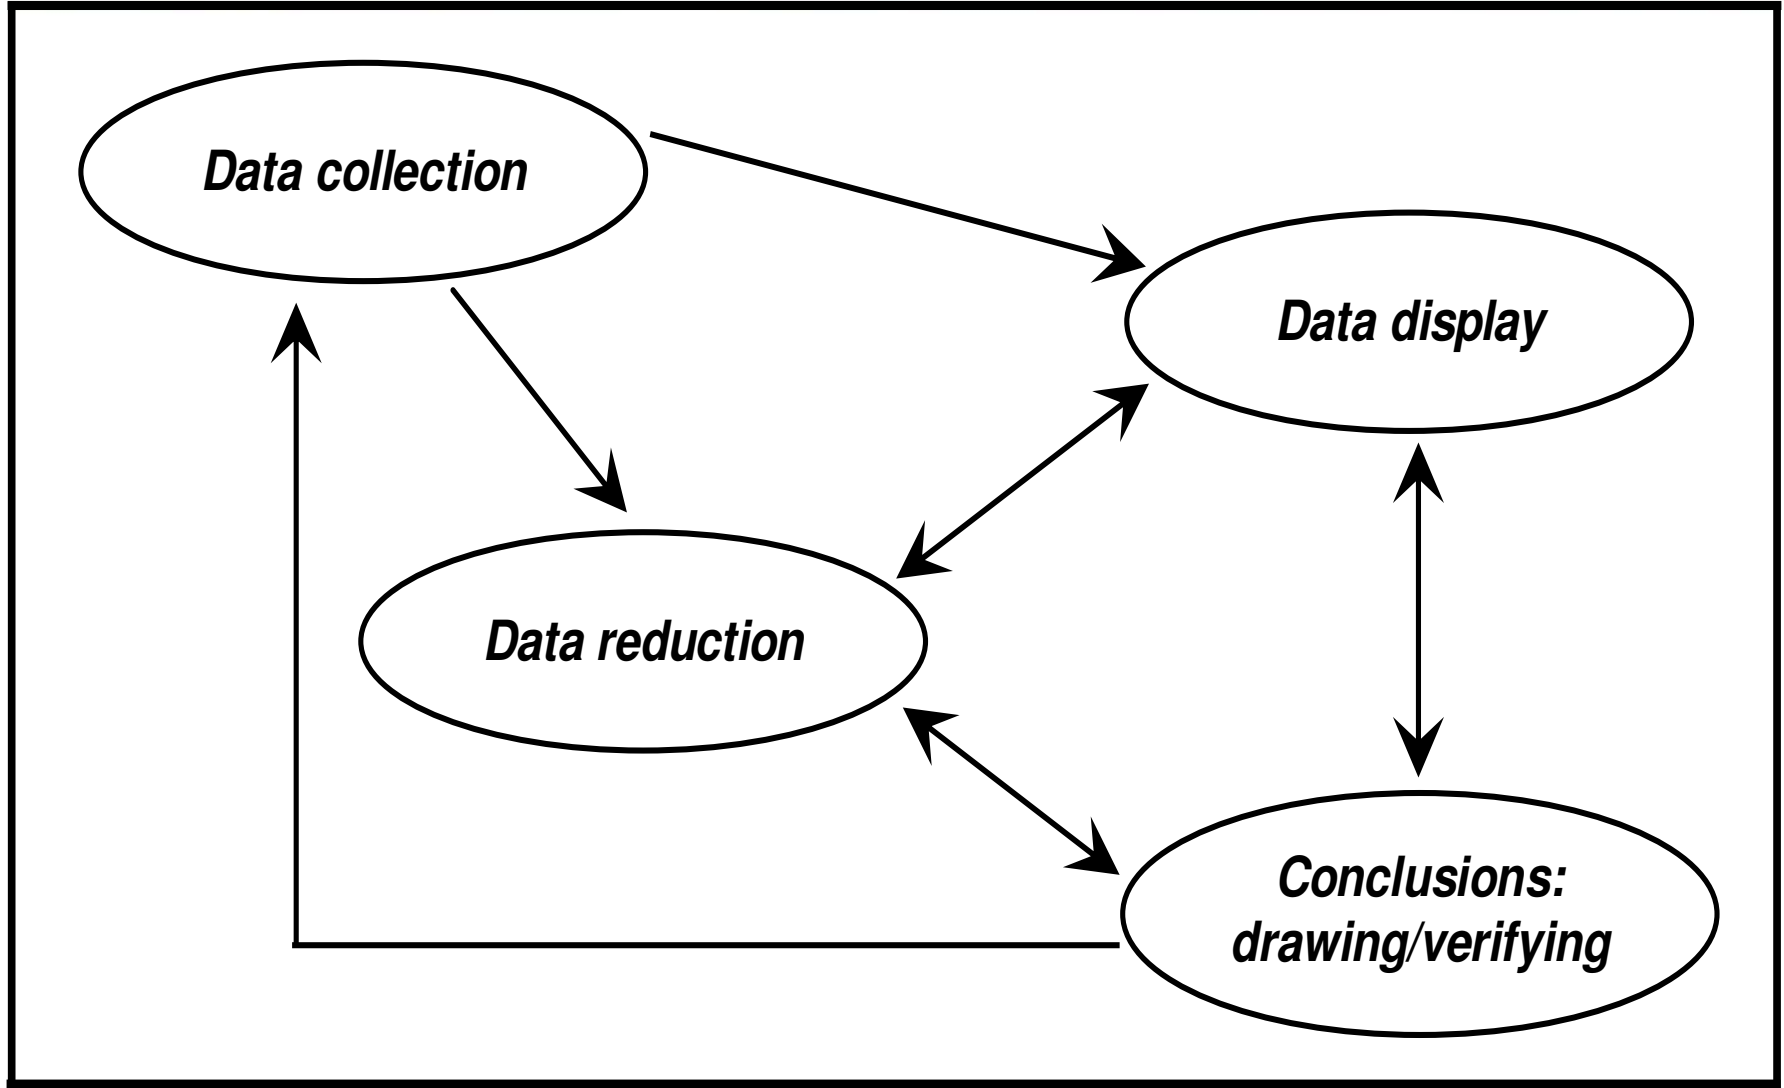 Data collection
Data display
Data reduction
Conclusions:
drawing/verifying